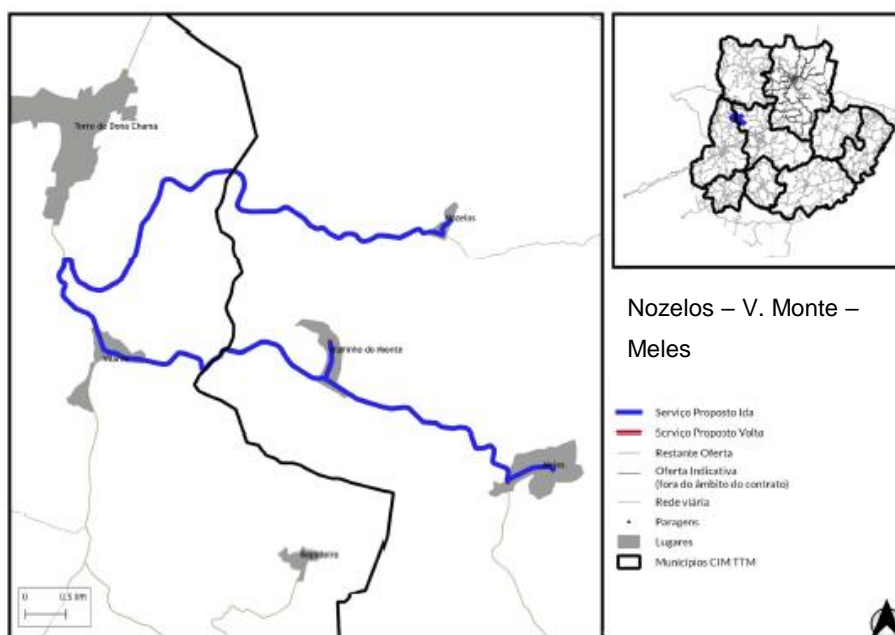 Torre de Dona Chama
Nozelos
Vilarinho do Monte
Meles
0 0.5 km
Nozelos – V. Monte –
Meles
Serviço Proposto Ida
Serviço Proposto Volta
Restante Oferta
Oferta Indicativa
(fora do âmbito do contrato)
Rede viária
Paragens
Lugares
Municípios CIM TTM